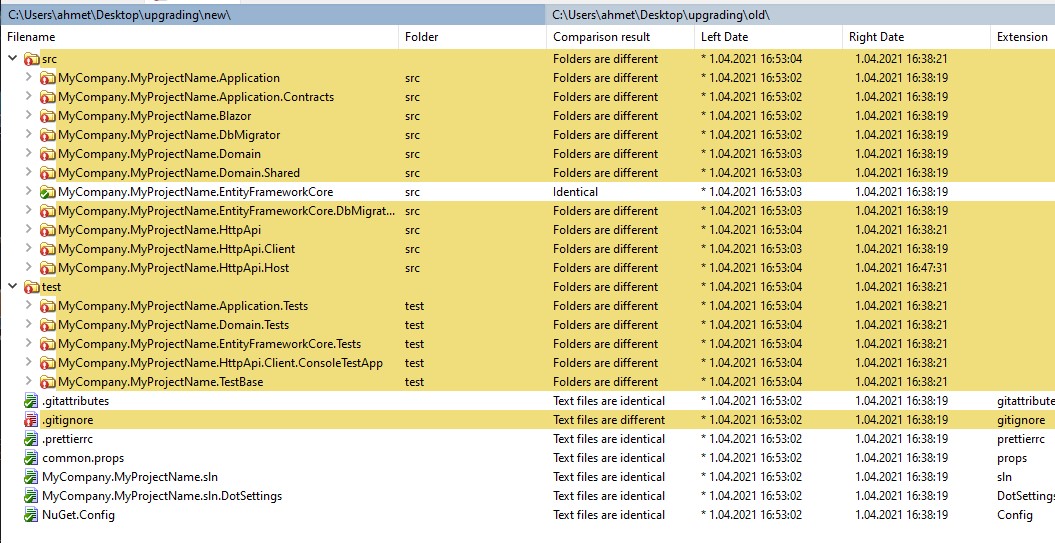 C:\Users\ahmet\Desktop\upgrading\new\ C:\Users\ahmet\Desktop\upgrading\old\
Filename Folder Comparison result Left Date Right Date Extension
src Folders are different * 1.04.2021 16:53:04 1.04.2021 16:38:21
MyCompany.MyProjectName.Application src Folders are different * 1.04.2021 16:53:02 1.04.2021 16:38:19
MyCompany.MyProjectName.Application.Contracts src Folders are different * 1.04.2021 16:53:02 1.04.2021 16:38:19
MyCompany.MyProjectName.Blazor src Folders are different * 1.04.2021 16:53:02 1.04.2021 16:38:19
MyCompany.MyProjectName.DbMigrator src Folders are different * 1.04.2021 16:53:02 1.04.2021 16:38:19
MyCompany.MyProjectName.Domain src Folders are different * 1.04.2021 16:53:03 1.04.2021 16:38:19
MyCompany.MyProjectName.Domain.Shared src Folders are different * 1.04.2021 16:53:03 1.04.2021 16:38:19
MyCompany.MyProjectName.EntityFrameworkCore src Identical * 1.04.2021 16:53:03 1.04.2021 16:38:19
MyCompany.MyProjectName.EntityFrameworkCore.DbMigrat... src Folders are different * 1.04.2021 16:53:03 1.04.2021 16:38:19
MyCompany.MyProjectName.HttpApi src Folders are different * 1.04.2021 16:53:04 1.04.2021 16:38:21
MyCompany.MyProjectName.HttpApi.Client src Folders are different * 1.04.2021 16:53:03 1.04.2021 16:38:19
MyCompany.MyProjectName.HttpApi.Host src Folders are different * 1.04.2021 16:53:04 1.04.2021 16:47:31
test Folders are different * 1.04.2021 16:53:04 1.04.2021 16:38:21
MyCompany.MyProjectName.Application.Tests test Folders are different * 1.04.2021 16:53:04 1.04.2021 16:38:21
MyCompany.MyProjectName.Domain.Tests test Folders are different * 1.04.2021 16:53:04 1.04.2021 16:38:21
MyCompany.MyProjectName.EntityFrameworkCore.Tests test Folders are different * 1.04.2021 16:53:04 1.04.2021 16:38:21
MyCompany.MyProjectName.HttpApi.Client.ConsoleTestApp test Folders are different * 1.04.2021 16:53:04 1.04.2021 16:38:21
MyCompany.MyProjectName.TestBase test Folders are different * 1.04.2021 16:53:04 1.04.2021 16:38:21
.gitattributes Text files are identical * 1.04.2021 16:53:02 1.04.2021 16:38:19 gitattribute
.gitignore Text files are different * 1.04.2021 16:53:02 1.04.2021 16:38:19 gitignore
.prettierrc Text files are identical * 1.04.2021 16:53:02 1.04.2021 16:38:19 prettierrc
common.props Text files are identical * 1.04.2021 16:53:02 1.04.2021 16:38:19 props
MyCompany.MyProjectName.sln Text files are identical * 1.04.2021 16:53:02 1.04.2021 16:38:19 sln
MyCompany.MyProjectName.sln.DotSettings Text files are identical * 1.04.2021 16:53:02 1.04.2021 16:38:19 DotSettings
NuGet.Config Text files are identical * 1.04.2021 16:53:02 1.04.2021 16:38:19 Config